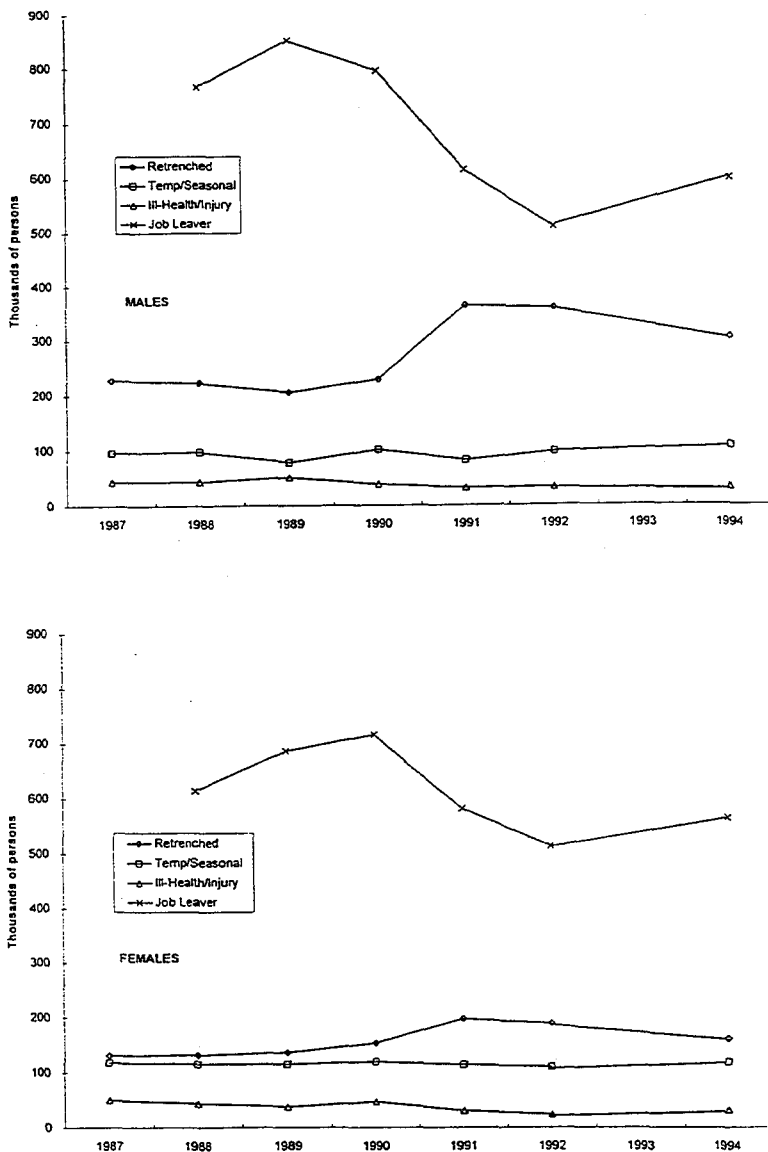 900
800
700
600
500
400
300
200
100
0
Thousands of persons
Retrenched
Temp/Seasonal
Ill-Health/Injury
Job Leaver
MALES
1987 1988 1989 1990 1991 1992 1993 1994
900
800
700
600
500
400
300
200
100
0
Thousands of persons
Retrenched
Temp/Seasonal
Ill-Health/Injury
Job Leaver
FEMALES
1987 1988 1989 1990 1991 1992 1993 1994